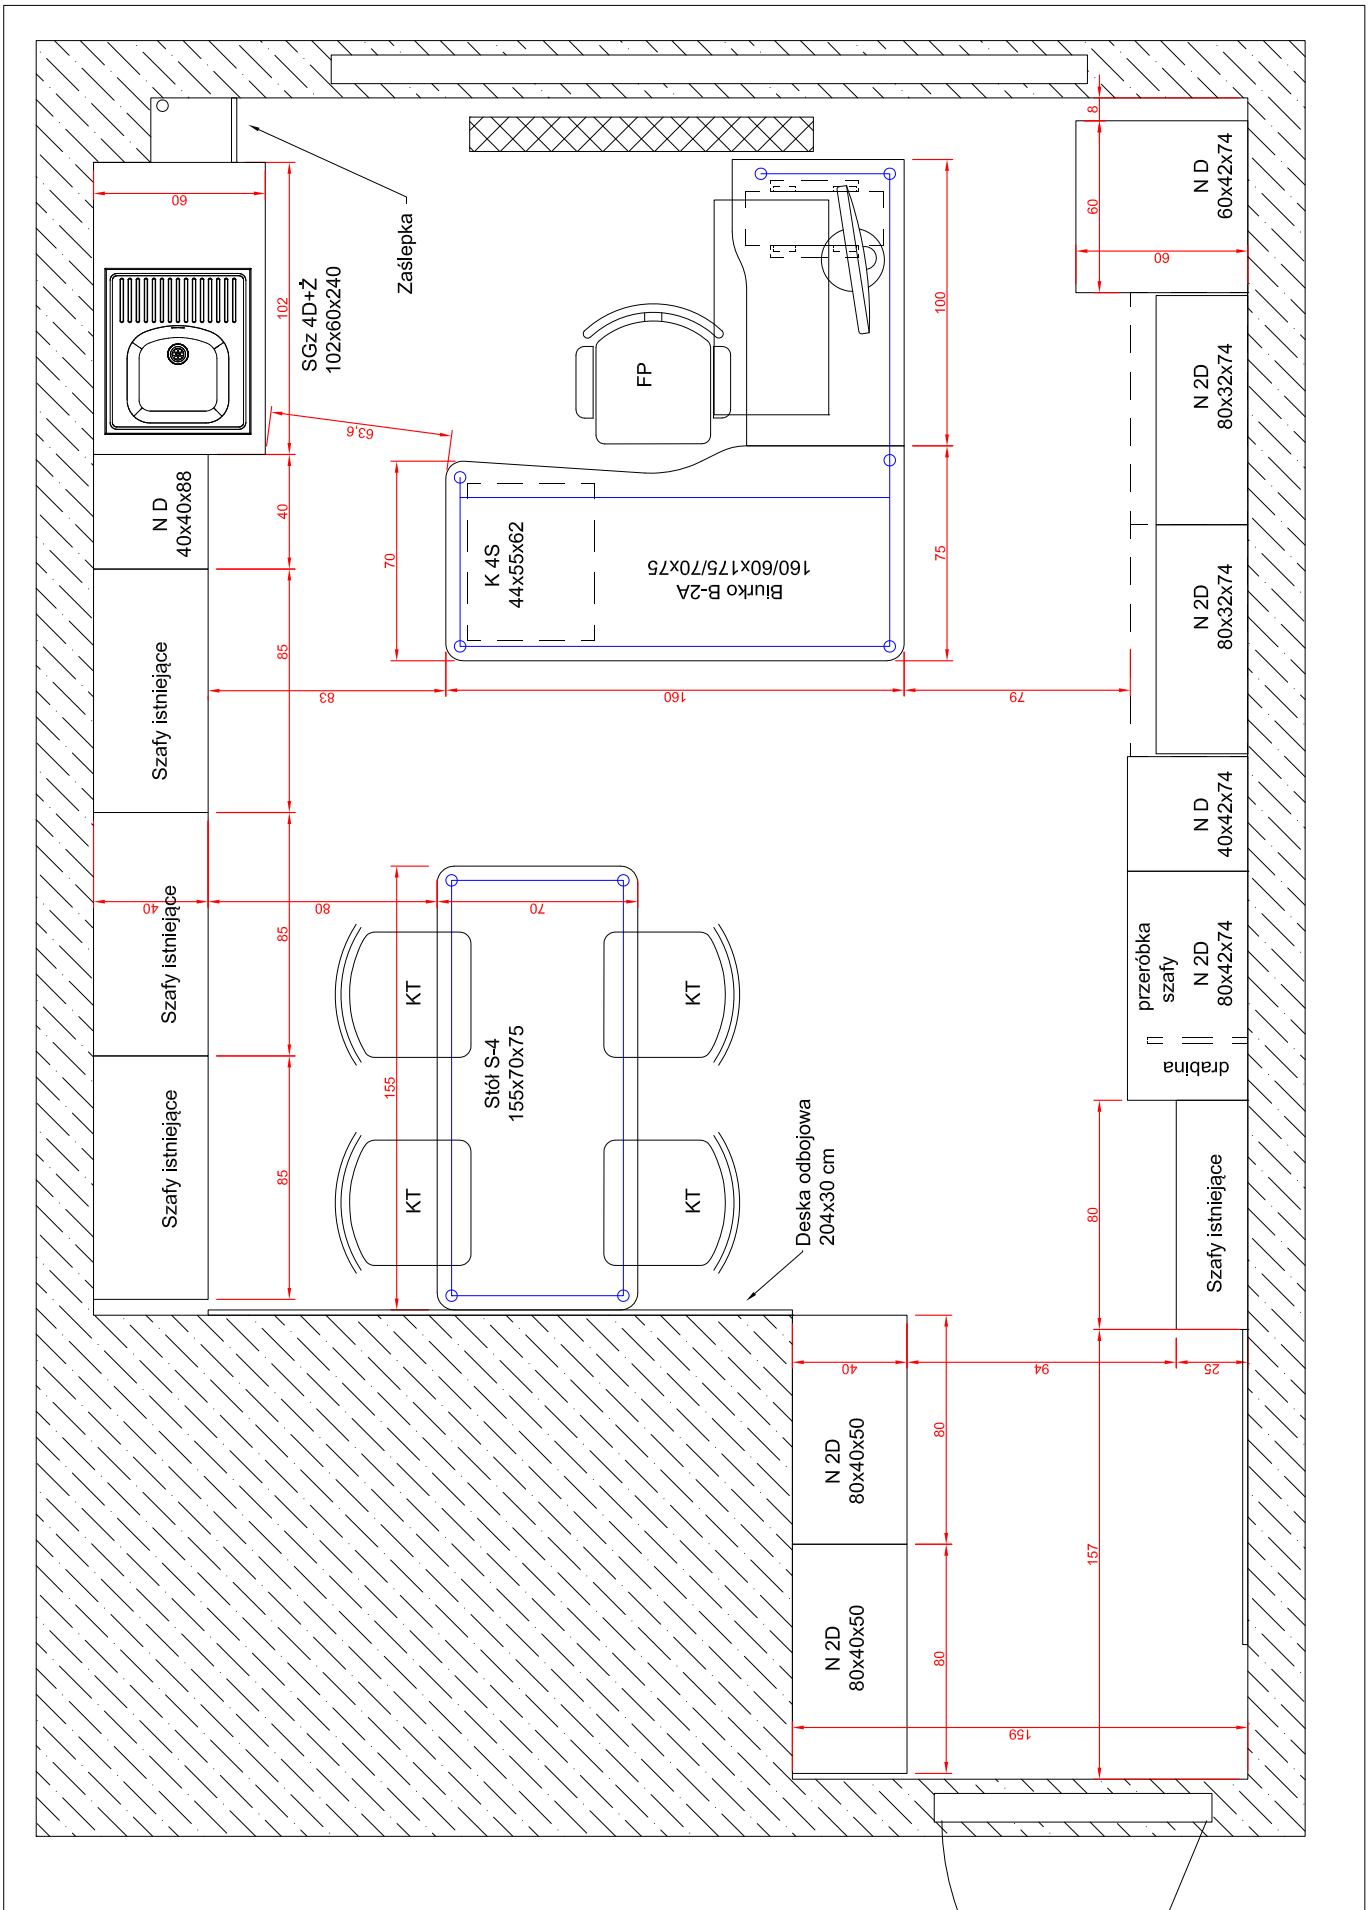 Zaślepka
SGz 4D+Ż
102x60x240
60
102
63,6
N D
40x40x88
40
Szafy istniejące
85
Szafy istniejące
85
Szafy istniejące
85
40
80
70
83
160
79
FP
100
75
70
K 4S
44x55x62
Biurko B-2A
160/60x175/70x75
8
60
60
N D
60x42x74
N 2D
80x32x74
N 2D
80x32x74
N D
40x42x74
przeróbka
szafy
N 2D
80x42x74
drabina
Szafy istniejące
80
KT
KT
KT
KT
Stół S-4
155x70x75
155
Deska odbojowa
204x30 cm
40
94
25
N 2D
80x40x50
80
N 2D
80x40x50
80
157
159